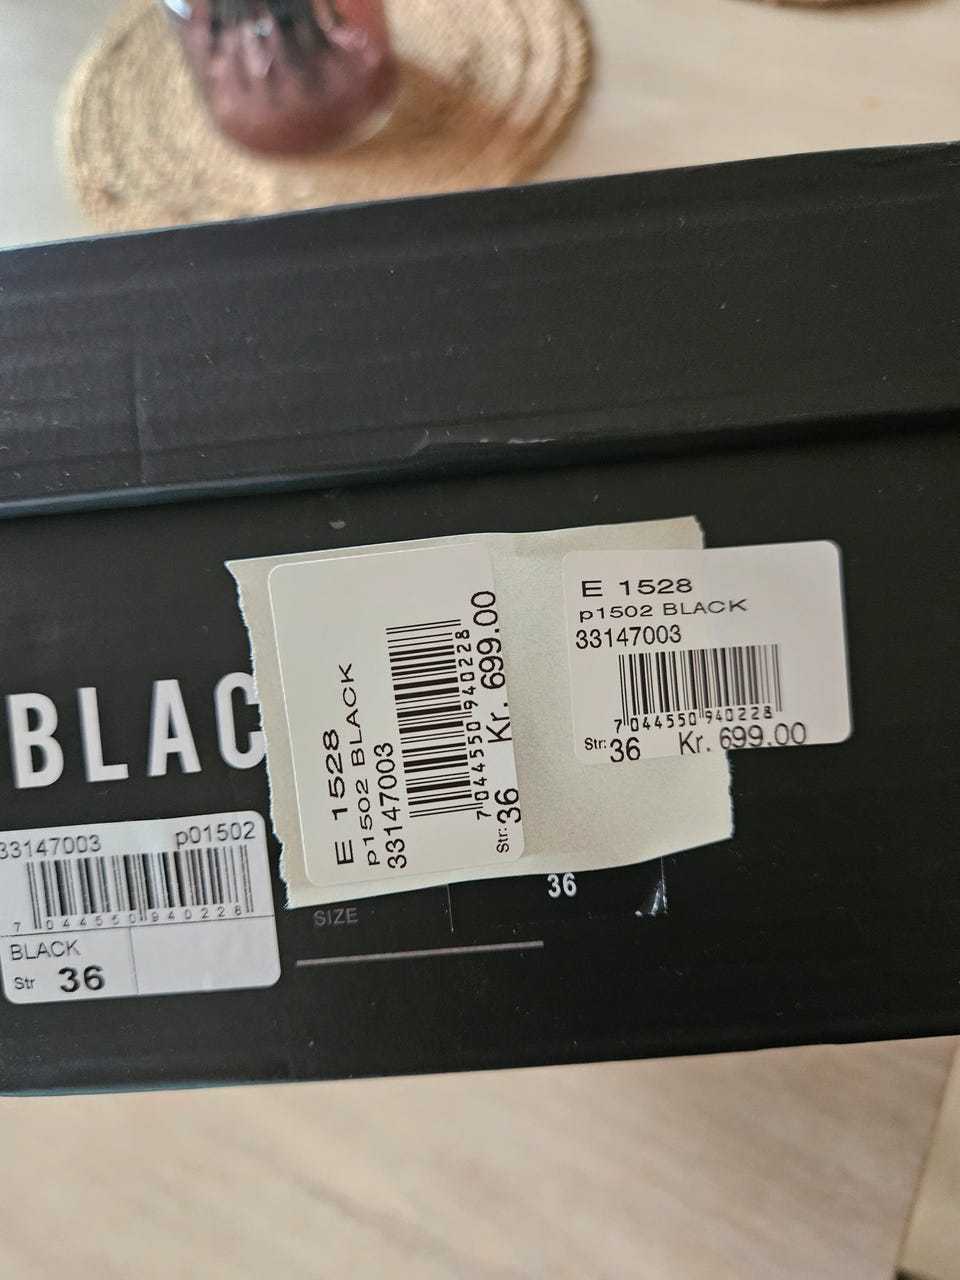 E 1528
p1502 BLACK
33147003
7 044550 940228
Str: 36 Kr. 699.00
E 1528
p1502 BLACK
33147003
7 044550 940228
Str: 36 Kr. 699.00
BLAC
33147003 p01502
7 044550 940228
BLACK
Str 36
SIZE 36